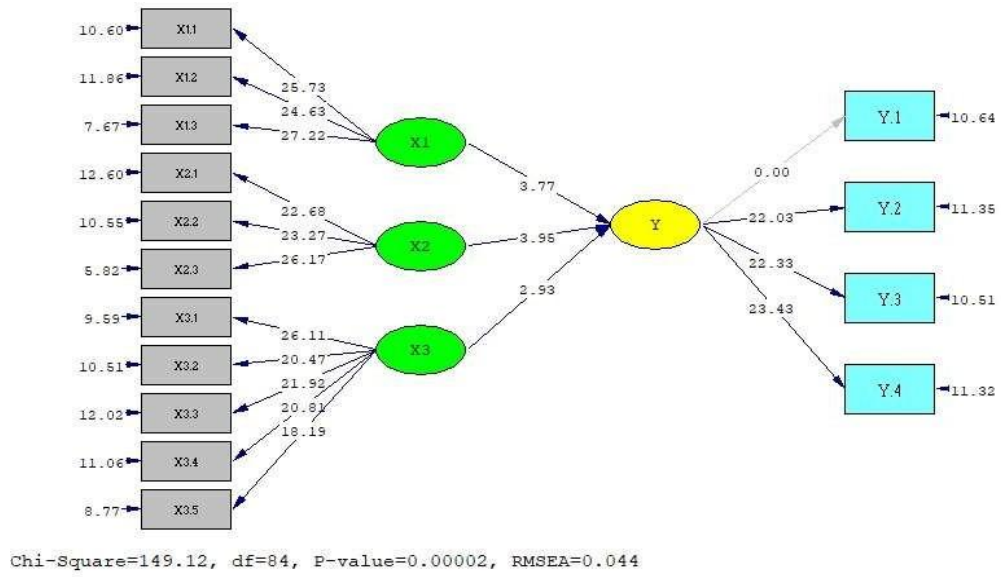 10.60 X1.1
11.86 X1.2
7.67 X1.3
12.60 X2.1
10.55 X2.2
5.82 X2.3
9.59 X3.1
10.51 X3.2
12.02 X3.3
11.06 X3.4
8.77 X3.5
25.73
24.63
27.22
22.68
23.27
26.17
26.11
20.47
21.92
20.81
18.19
X1
X2
X3
3.77
3.95
2.93
Y
0.00
22.03
22.33
23.43
Y.1 10.64
Y.2 11.35
Y.3 10.51
Y.4 11.32
Chi-Square=149.12, df=84, P-value=0.00002, RMSEA=0.044